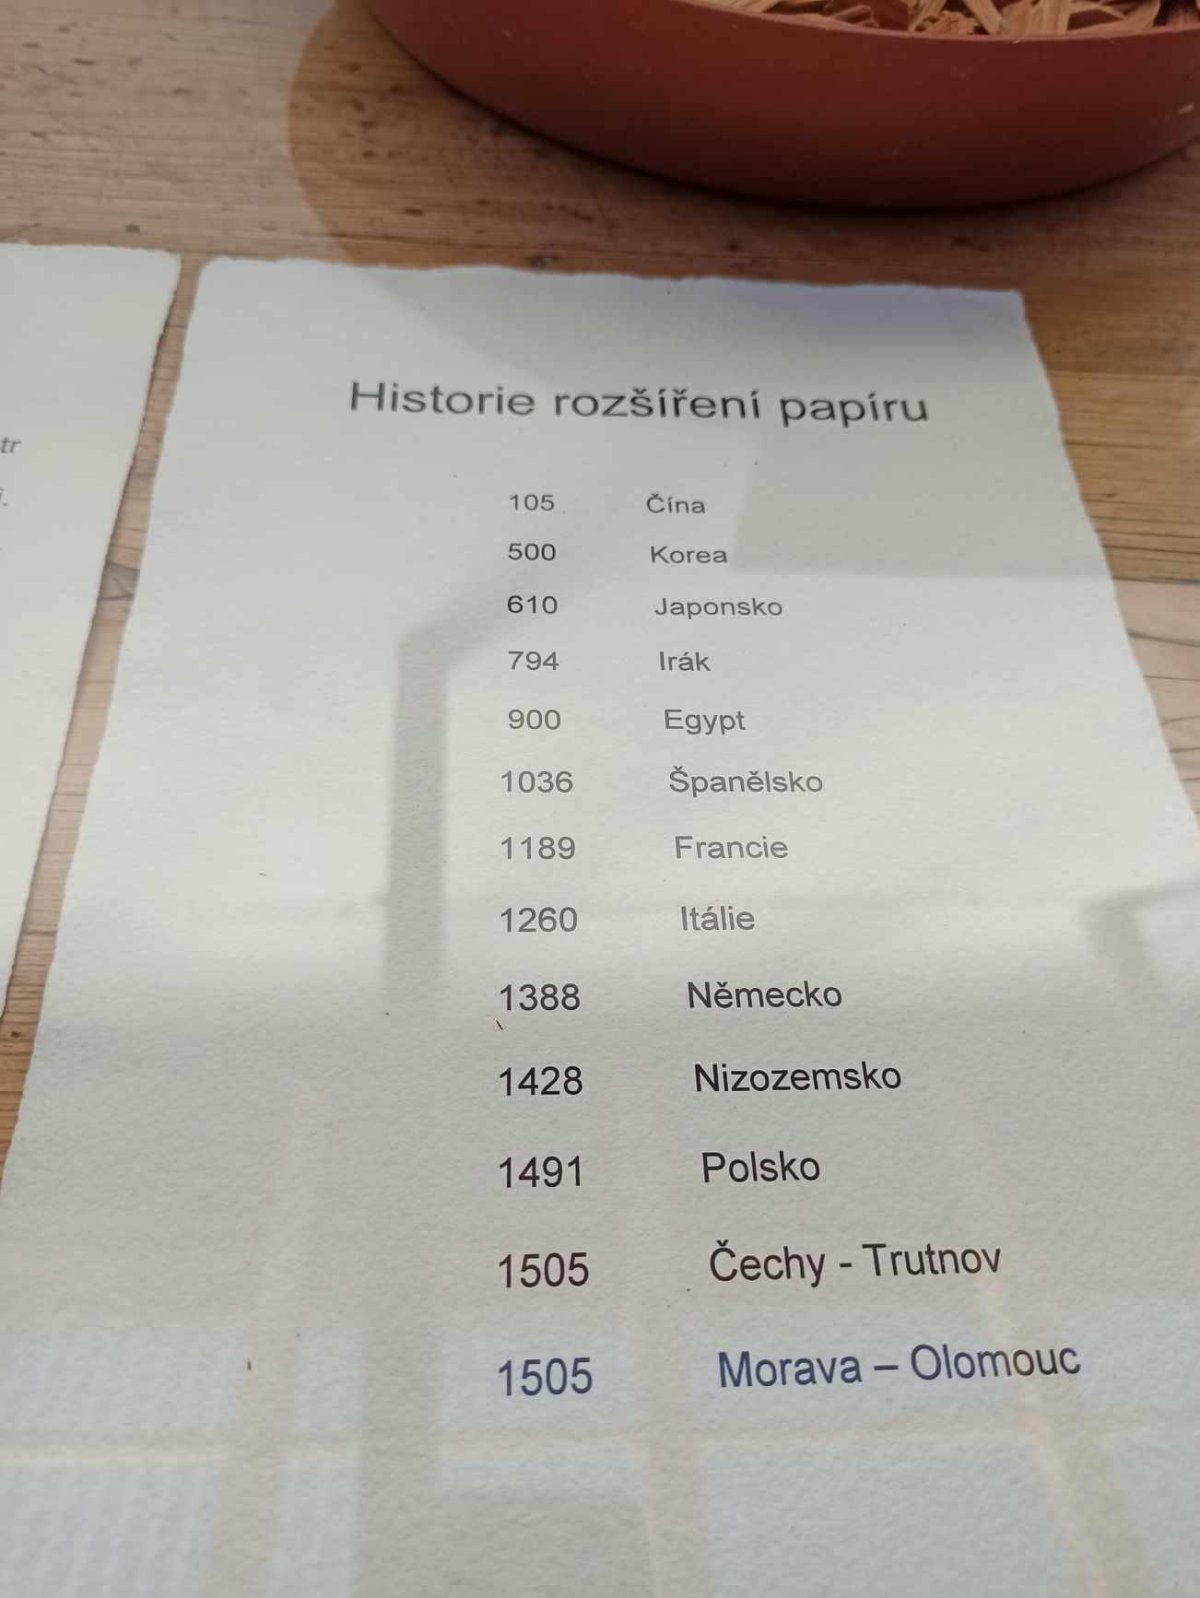 tr
Historie rozšíření papíru
105 Čína
500 Korea
610 Japonsko
794 Irák
900 Egypt
1036 Španělsko
1189 Francie
1260 Itálie
1388 Německo
1428 Nizozemsko
1491 Polsko
1505 Čechy - Trutnov
1505 Morava – Olomouc